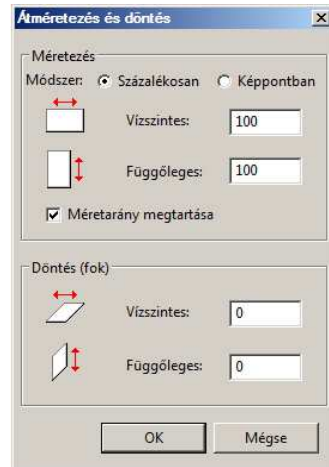 Átméretezés és döntés
Méretezés
Módszer: Százalékosan Képpontban
Vízszintes: 100
Függőleges: 100
Méretarány megtartása
Döntés (fok)
Vízszintes: 0
Függőleges: 0
OK Mégse